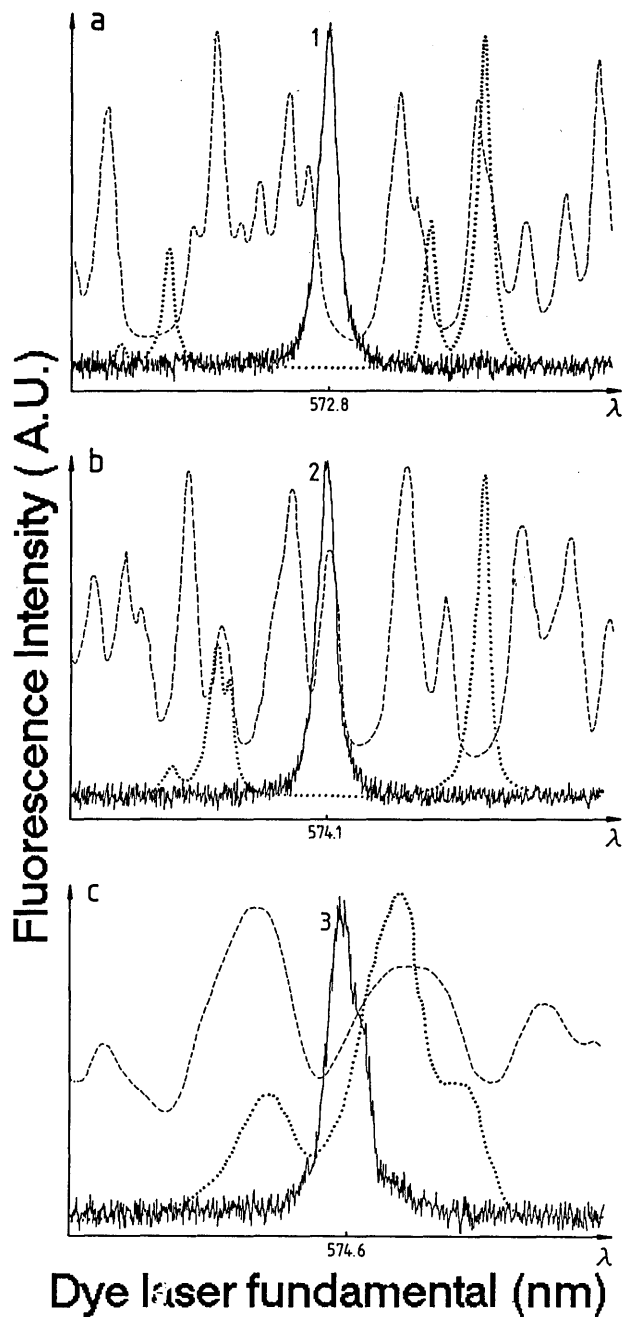 a
1
572.8
λ
b
2
574.1
λ
c
3
574.6
λ
Fluorescence Intensity (A.U.)
Dye laser fundamental (nm)